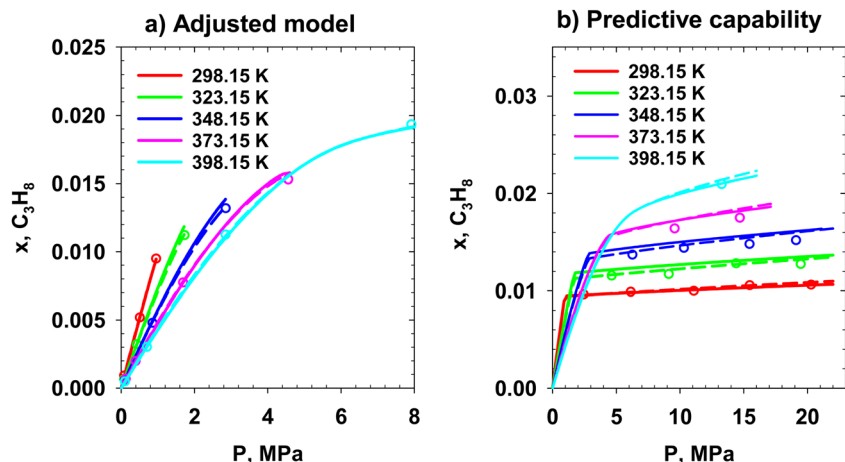 a) Adjusted model
b) Predictive capability
0.025
0.020
0.015
0.010
0.005
0.000
x, C₃H₈
298.15 K
323.15 K
348.15 K
373.15 K
398.15 K
0 2 4 6 8
P, MPa
0.03
0.02
0.01
0.00
x, C₃H₈
298.15 K
323.15 K
348.15 K
373.15 K
398.15 K
0 5 10 15 20
P, MPa